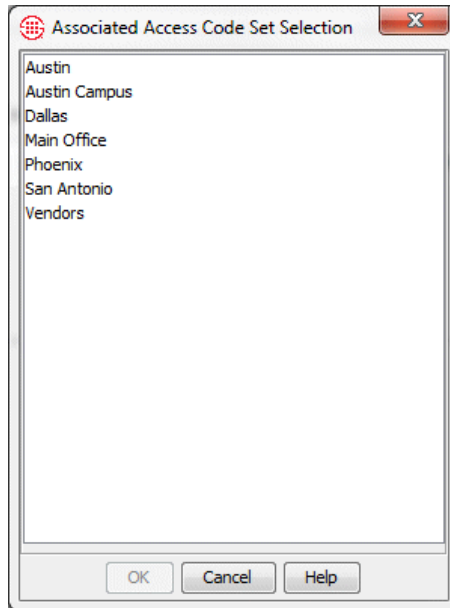 Associated Access Code Set Selection
Austin
Austin Campus
Dallas
Main Office
Phoenix
San Antonio
Vendors
OK Cancel Help